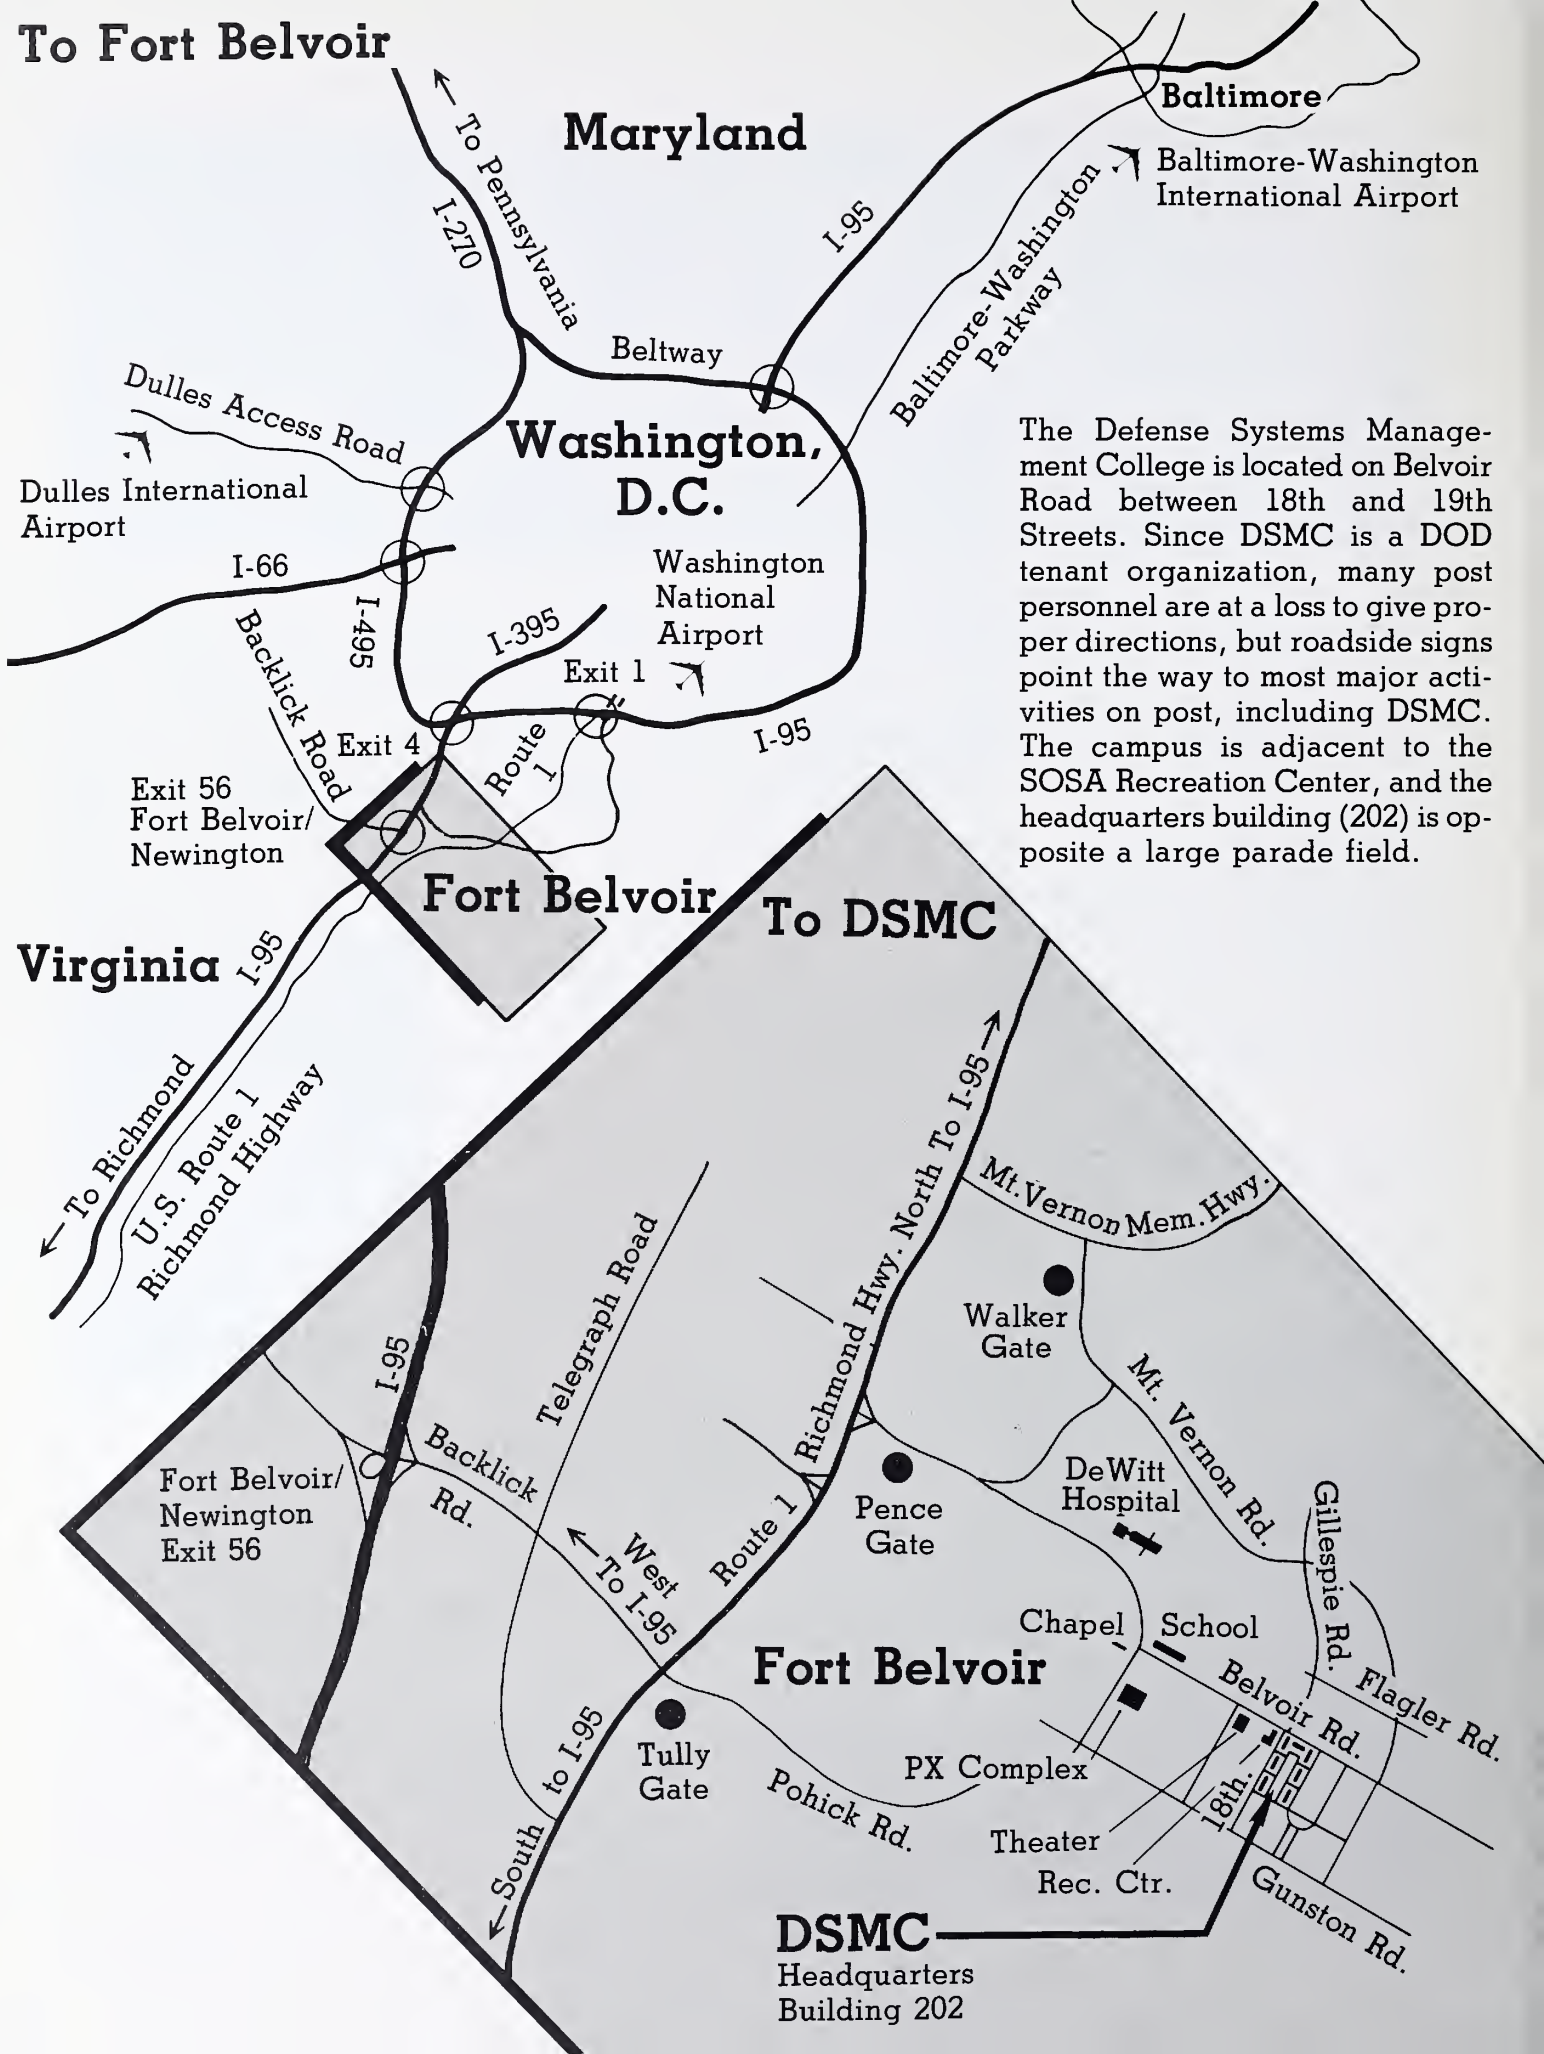 To Fort Belvoir
To Pennsylvania
Maryland
I-270
I-95
Baltimore
Baltimore-Washington
International Airport
Baltimore-Washington
Parkway
Beltway
Dulles Access Road
Dulles International
Airport
Washington,
D.C.
I-66
I-495
I-395
Washington
National
Airport
Exit 1
Backlick Road
Exit 4
Route
1
I-95
Exit 56
Fort Belvoir/
Newington
Fort Belvoir
Virginia
I-95
To Richmond
U.S. Route 1
Richmond Highway
The Defense Systems Manage-
ment College is located on Belvoir
Road between 18th and 19th
Streets. Since DSMC is a DOD
tenant organization, many post
personnel are at a loss to give pro-
per directions, but roadside signs
point the way to most major acti-
vities on post, including DSMC.
The campus is adjacent to the
SOSA Recreation Center, and the
headquarters building (202) is op-
posite a large parade field.
To DSMC
Richmond Hwy. North To I-95
Mt. Vernon Mem. Hwy.
Walker
Gate
Telegraph Road
I-95
Backlick
Rd.
Fort Belvoir/
Newington
Exit 56
West
To I-95
Route 1
Pence
Gate
Mt. Vernon Rd.
DeWitt
Hospital
Gillespie Rd.
Chapel
School
Fort Belvoir
Belvoir Rd.
Flagler Rd.
South to I-95
Tully
Gate
Pohick Rd.
PX Complex
18th.
Theater
Rec. Ctr.
Gunston Rd.
DSMC
Headquarters
Building 202